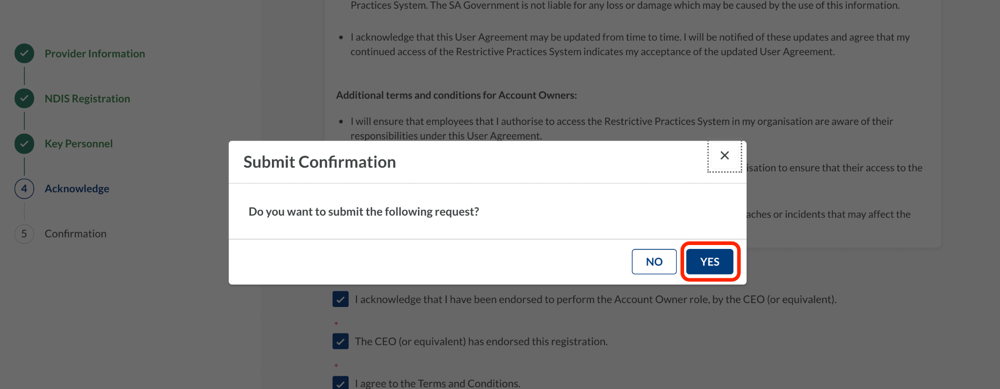 Practices System. The SA Government is not liable for any loss or damage which may be caused by the use of this information.
Provider Information
NDIS Registration
Key Personnel
4 Acknowledge
5 Confirmation
• I acknowledge that this User Agreement may be updated from time to time. I will be notified of these updates and agree that my
continued access of the Restrictive Practices System indicates my acceptance of the updated User Agreement.
Additional terms and conditions for Account Owners:
• I will ensure that employees that I authorise to access the Restrictive Practices System in my organisation are aware of their
responsibilities under this User Agreement.
isation to ensure that their access to the
aches or incidents that may affect the
Submit Confirmation
Do you want to submit the following request?
NO YES
I acknowledge that I have been endorsed to perform the Account Owner role, by the CEO (or equivalent).
*
The CEO (or equivalent) has endorsed this registration.
*
I agree to the Terms and Conditions.